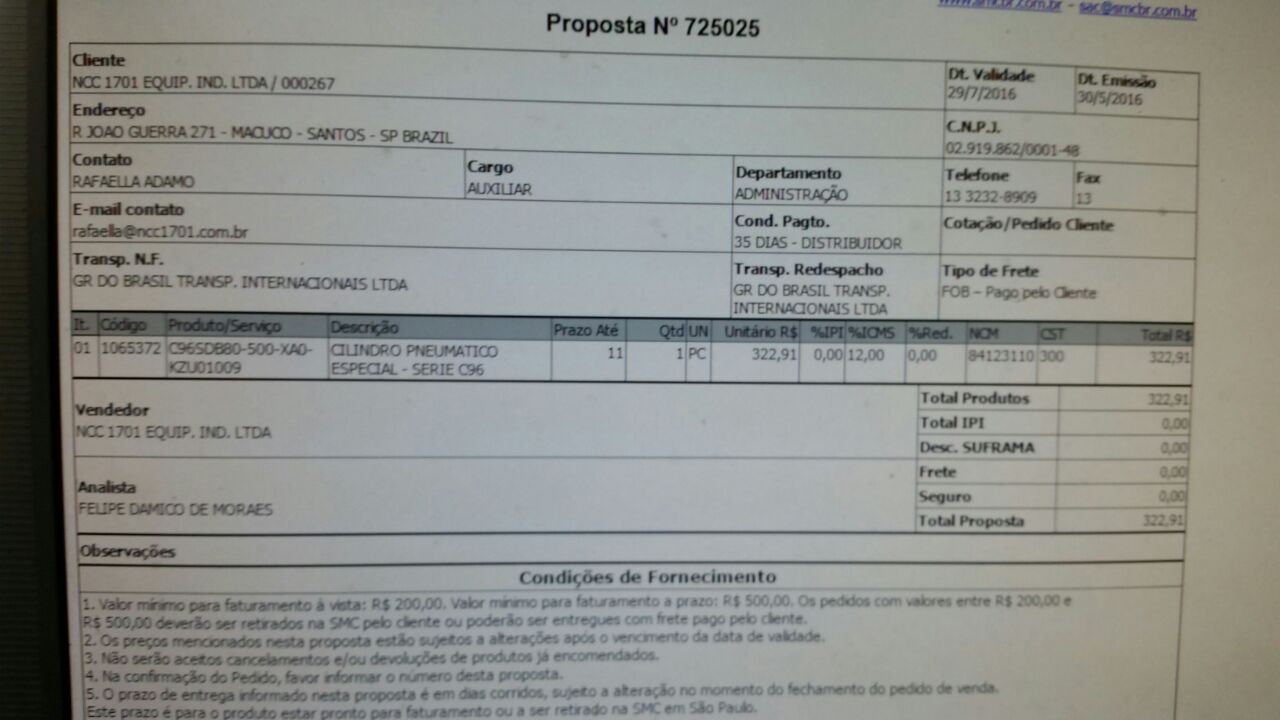 www.smcbr.com.br - sac@smcbr.com.br
Proposta Nº 725025
Cliente
NCC 1701 EQUIP. IND. LTDA / 000267
Dt. Validade
29/7/2016
Dt. Emissão
30/5/2016
Endereço
R JOAO GUERRA 271 - MACUCO - SANTOS - SP BRAZIL
C.N.P.J.
02.919.862/0001-48
Contato
RAFAELLA ADAMO
Cargo
AUXILIAR
Departamento
ADMINISTRAÇÃO
Telefone
13 3232-8909
Fax
13
E-mail contato
rafaella@ncc1701.com.br
Cond. Pagto.
35 DIAS - DISTRIBUIDOR
Cotação/Pedido Cliente
Transp. N.F.
GR DO BRASIL TRANSP. INTERNACIONAIS LTDA
Transp. Redespacho
GR DO BRASIL TRANSP.
INTERNACIONAIS LTDA
Tipo de Frete
FOB – Pago pelo Cliente
It. Código Produto/Serviço Descrição Prazo Até Qtd UN Unitário R$ %IPI %ICMS %Red. NCM CST Total R$
01 1065372 C96SDB80-500-XA0- CILINDRO PNEUMATICO 11 1 PC 322,91 0,00 12,00 0,00 84123110 300 322,91
KZU01009 ESPECIAL - SERIE C96
Vendedor
NCC 1701 EQUIP. IND. LTDA
Total Produtos 322,91
Total IPI 0,00
Desc. SUFRAMA 0,00
Frete 0,00
Seguro 0,00
Total Proposta 322,91
Analista
FELIPE DAMICO DE MORAES
Observações
Condições de Fornecimento
1. Valor mínimo para faturamento à vista: R$ 200,00. Valor mínimo para faturamento a prazo: R$ 500,00. Os pedidos com valores entre R$ 200,00 e
R$ 500,00 deverão ser retirados na SMC pelo cliente ou poderão ser entregues com frete pago pelo cliente.
2. Os preços mencionados nesta proposta estão sujeitos a alterações após o vencimento da data de validade.
3. Não serão aceitos cancelamentos e/ou devoluções de produtos já encomendados.
4. Na confirmação do Pedido, favor informar o número desta proposta.
5. O prazo de entrega informado nesta proposta é em dias corridos, sujeito a alteração no momento do fechamento do pedido de venda.
Este prazo é para o produto estar pronto para faturamento ou a ser retirado na SMC em São Paulo.